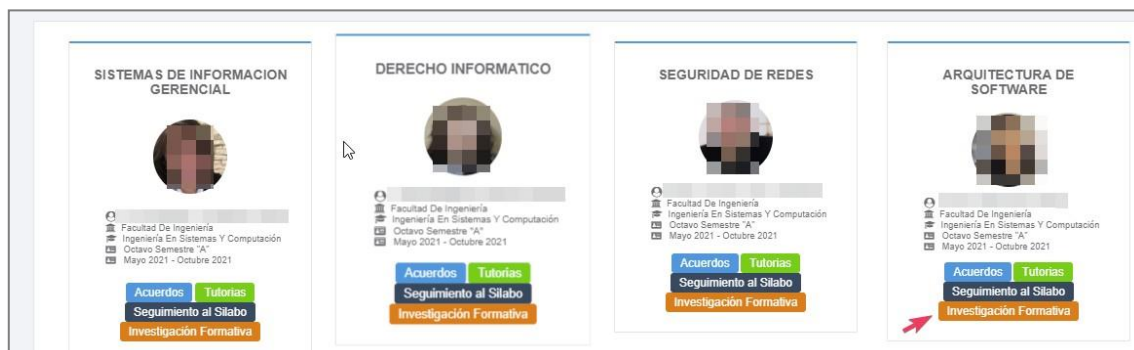 SISTEMAS DE INFORMACION
GERENCIAL
Facultad De Ingeniería
Ingeniería En Sistemas Y Computación
Octavo Semestre "A"
Mayo 2021 - Octubre 2021
Acuerdos Tutorias
Seguimiento al Silabo
Investigación Formativa
DERECHO INFORMATICO
Facultad De Ingeniería
Ingeniería En Sistemas Y Computación
Octavo Semestre "A"
Mayo 2021 - Octubre 2021
Acuerdos Tutorias
Seguimiento al Silabo
Investigación Formativa
SEGURIDAD DE REDES
Facultad De Ingeniería
Ingeniería En Sistemas Y Computación
Octavo Semestre "A"
Mayo 2021 - Octubre 2021
Acuerdos Tutorias
Seguimiento al Silabo
Investigación Formativa
ARQUITECTURA DE
SOFTWARE
Facultad De Ingeniería
Ingeniería En Sistemas Y Computación
Octavo Semestre "A"
Mayo 2021 - Octubre 2021
Acuerdos Tutorias
Seguimiento al Silabo
Investigación Formativa